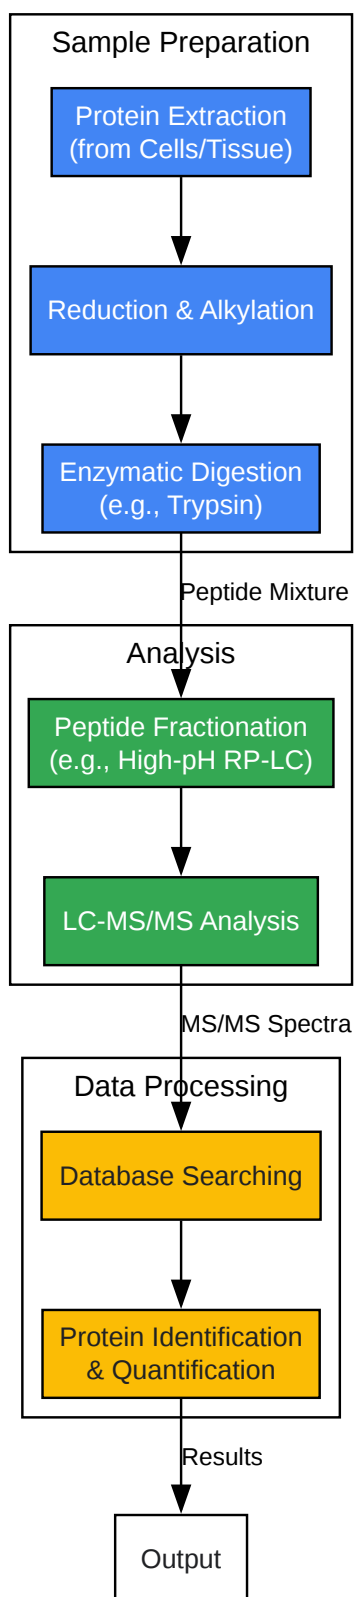 Sample Preparation
Protein Extraction
(from Cells/Tissue)
Reduction & Alkylation
Enzymatic Digestion
(e.g., Trypsin)
Peptide Mixture
Analysis
Peptide Fractionation
(e.g., High-pH RP-LC)
LC-MS/MS Analysis
MS/MS Spectra
Data Processing
Database Searching
Protein Identification
& Quantification
Results
Output